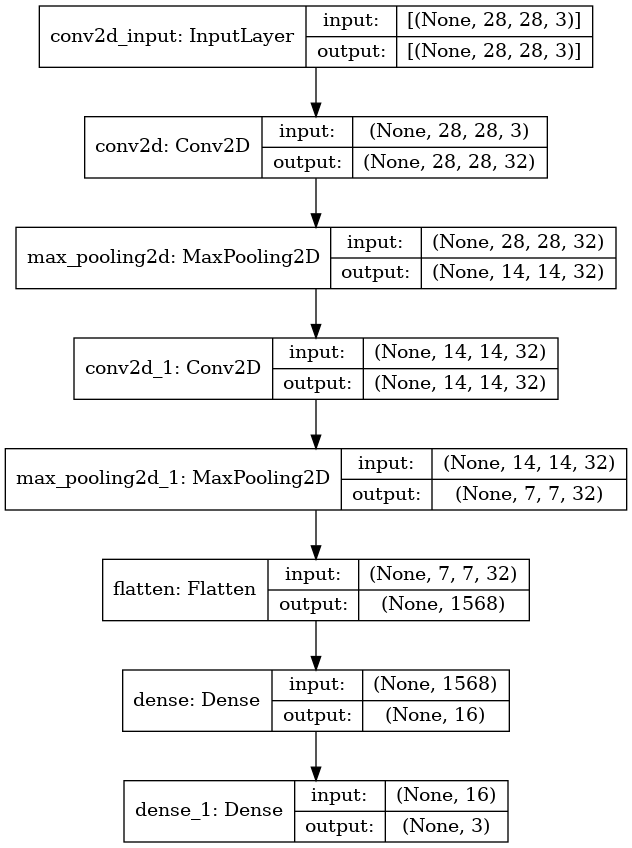 conv2d_input: InputLayer input: [(None, 28, 28, 3)]
output: [(None, 28, 28, 3)]
conv2d: Conv2D input: (None, 28, 28, 3)
output: (None, 28, 28, 32)
max_pooling2d: MaxPooling2D input: (None, 28, 28, 32)
output: (None, 14, 14, 32)
conv2d_1: Conv2D input: (None, 14, 14, 32)
output: (None, 14, 14, 32)
max_pooling2d_1: MaxPooling2D input: (None, 14, 14, 32)
output: (None, 7, 7, 32)
flatten: Flatten input: (None, 7, 7, 32)
output: (None, 1568)
dense: Dense input: (None, 1568)
output: (None, 16)
dense_1: Dense input: (None, 16)
output: (None, 3)